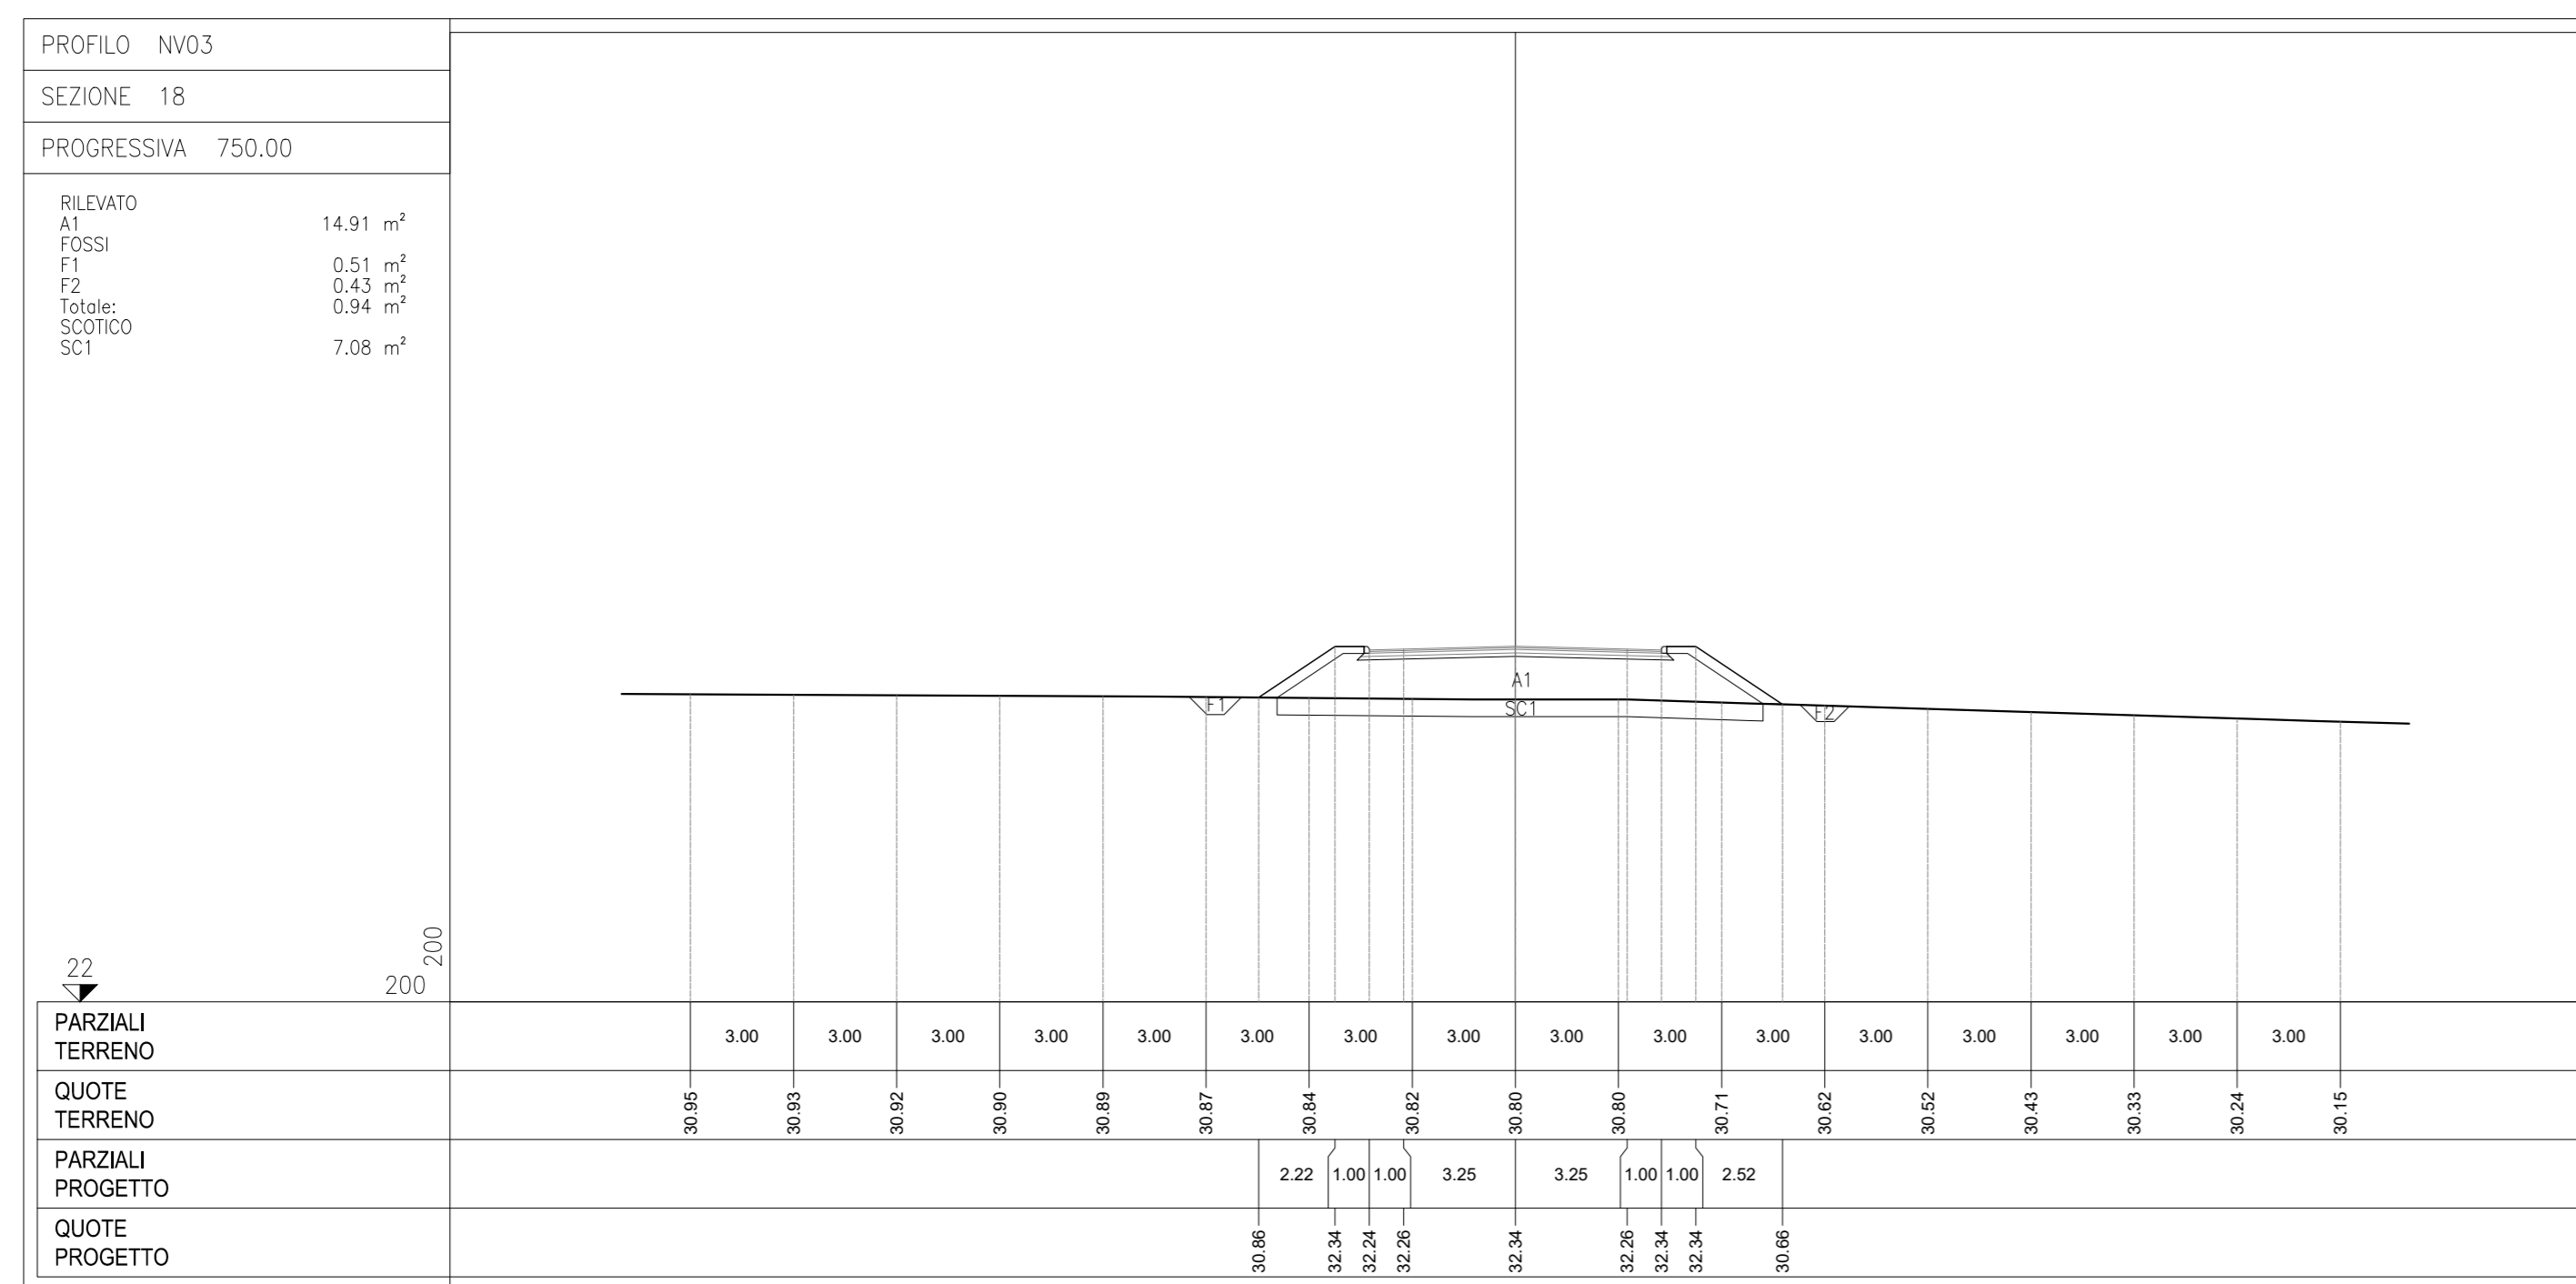 PROFILO NV03
SEZIONE 18
PROGRESSIVA 750.00
RILEVATO
A1 14.91 m²
FOSSI
F1 0.51 m²
F2 0.43 m²
Totale: 0.94 m²
SCOTICO
SC1 7.08 m²
A1
F1 SC1 F2
200
22 200
PARZIALI
TERRENO
3.00 3.00 3.00 3.00 3.00 3.00 3.00 3.00 3.00 3.00 3.00 3.00 3.00 3.00 3.00 3.00
QUOTE
TERRENO
30.95 30.93 30.92 30.90 30.89 30.87 30.84 30.82 30.80 30.80 30.71 30.62 30.52 30.43 30.33 30.24 30.15
PARZIALI
PROGETTO
2.22 1.00 1.00 3.25 3.25 1.00 1.00 2.52
QUOTE
PROGETTO
30.86 32.34 32.24 32.26 32.34 32.26 32.34 32.34 30.66